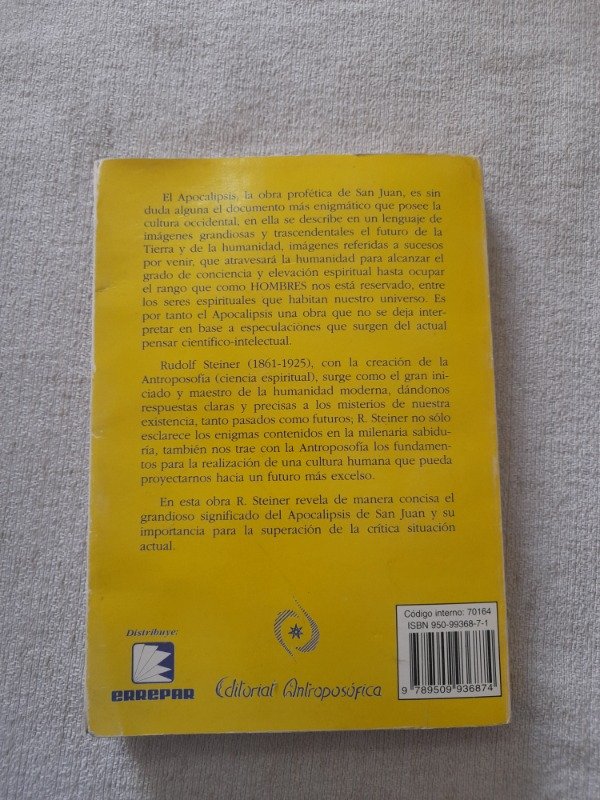 El Apocalipsis, la obra profética de San Juan, es sin
duda alguna el documento más enigmático que posee la
cultura occidental, en ella se describe en un lenguaje de
imágenes grandiosas y trascendentales el futuro de la
Tierra y de la humanidad, imágenes referidas a sucesos
por venir, que atravesará la humanidad para alcanzar el
grado de conciencia y elevación espiritual hasta ocupar
el rango que como HOMBRES nos está reservado, entre
los seres espirituales que habitan nuestro universo. Es
por tanto el Apocalipsis una obra que no se deja inter-
pretar en base a especulaciones que surgen del actual
pensar científico-intelectual.
Rudolf Steiner (1861-1925), con la creación de la
Antroposofía (ciencia espiritual), surge como el gran ini-
ciado y maestro de la humanidad moderna, dándonos
respuestas claras y precisas a los misterios de nuestra
existencia, tanto pasados como futuros; R. Steiner no sólo
esclarece los enigmas contenidos en la milenaria sabidu-
ría, también nos trae con la Antroposofía los fundamen-
tos para la realización de una cultura humana que pueda
proyectarnos hacia un futuro más excelso.
En esta obra R. Steiner revela de manera concisa el
grandioso significado del Apocalipsis de San Juan y su
importancia para la superación de la crítica situación
actual.
Distribuye:
ERREPAR
Editorial Antroposófica
Código interno: 70164
ISBN 950-99368-7-1
9 789509 936874